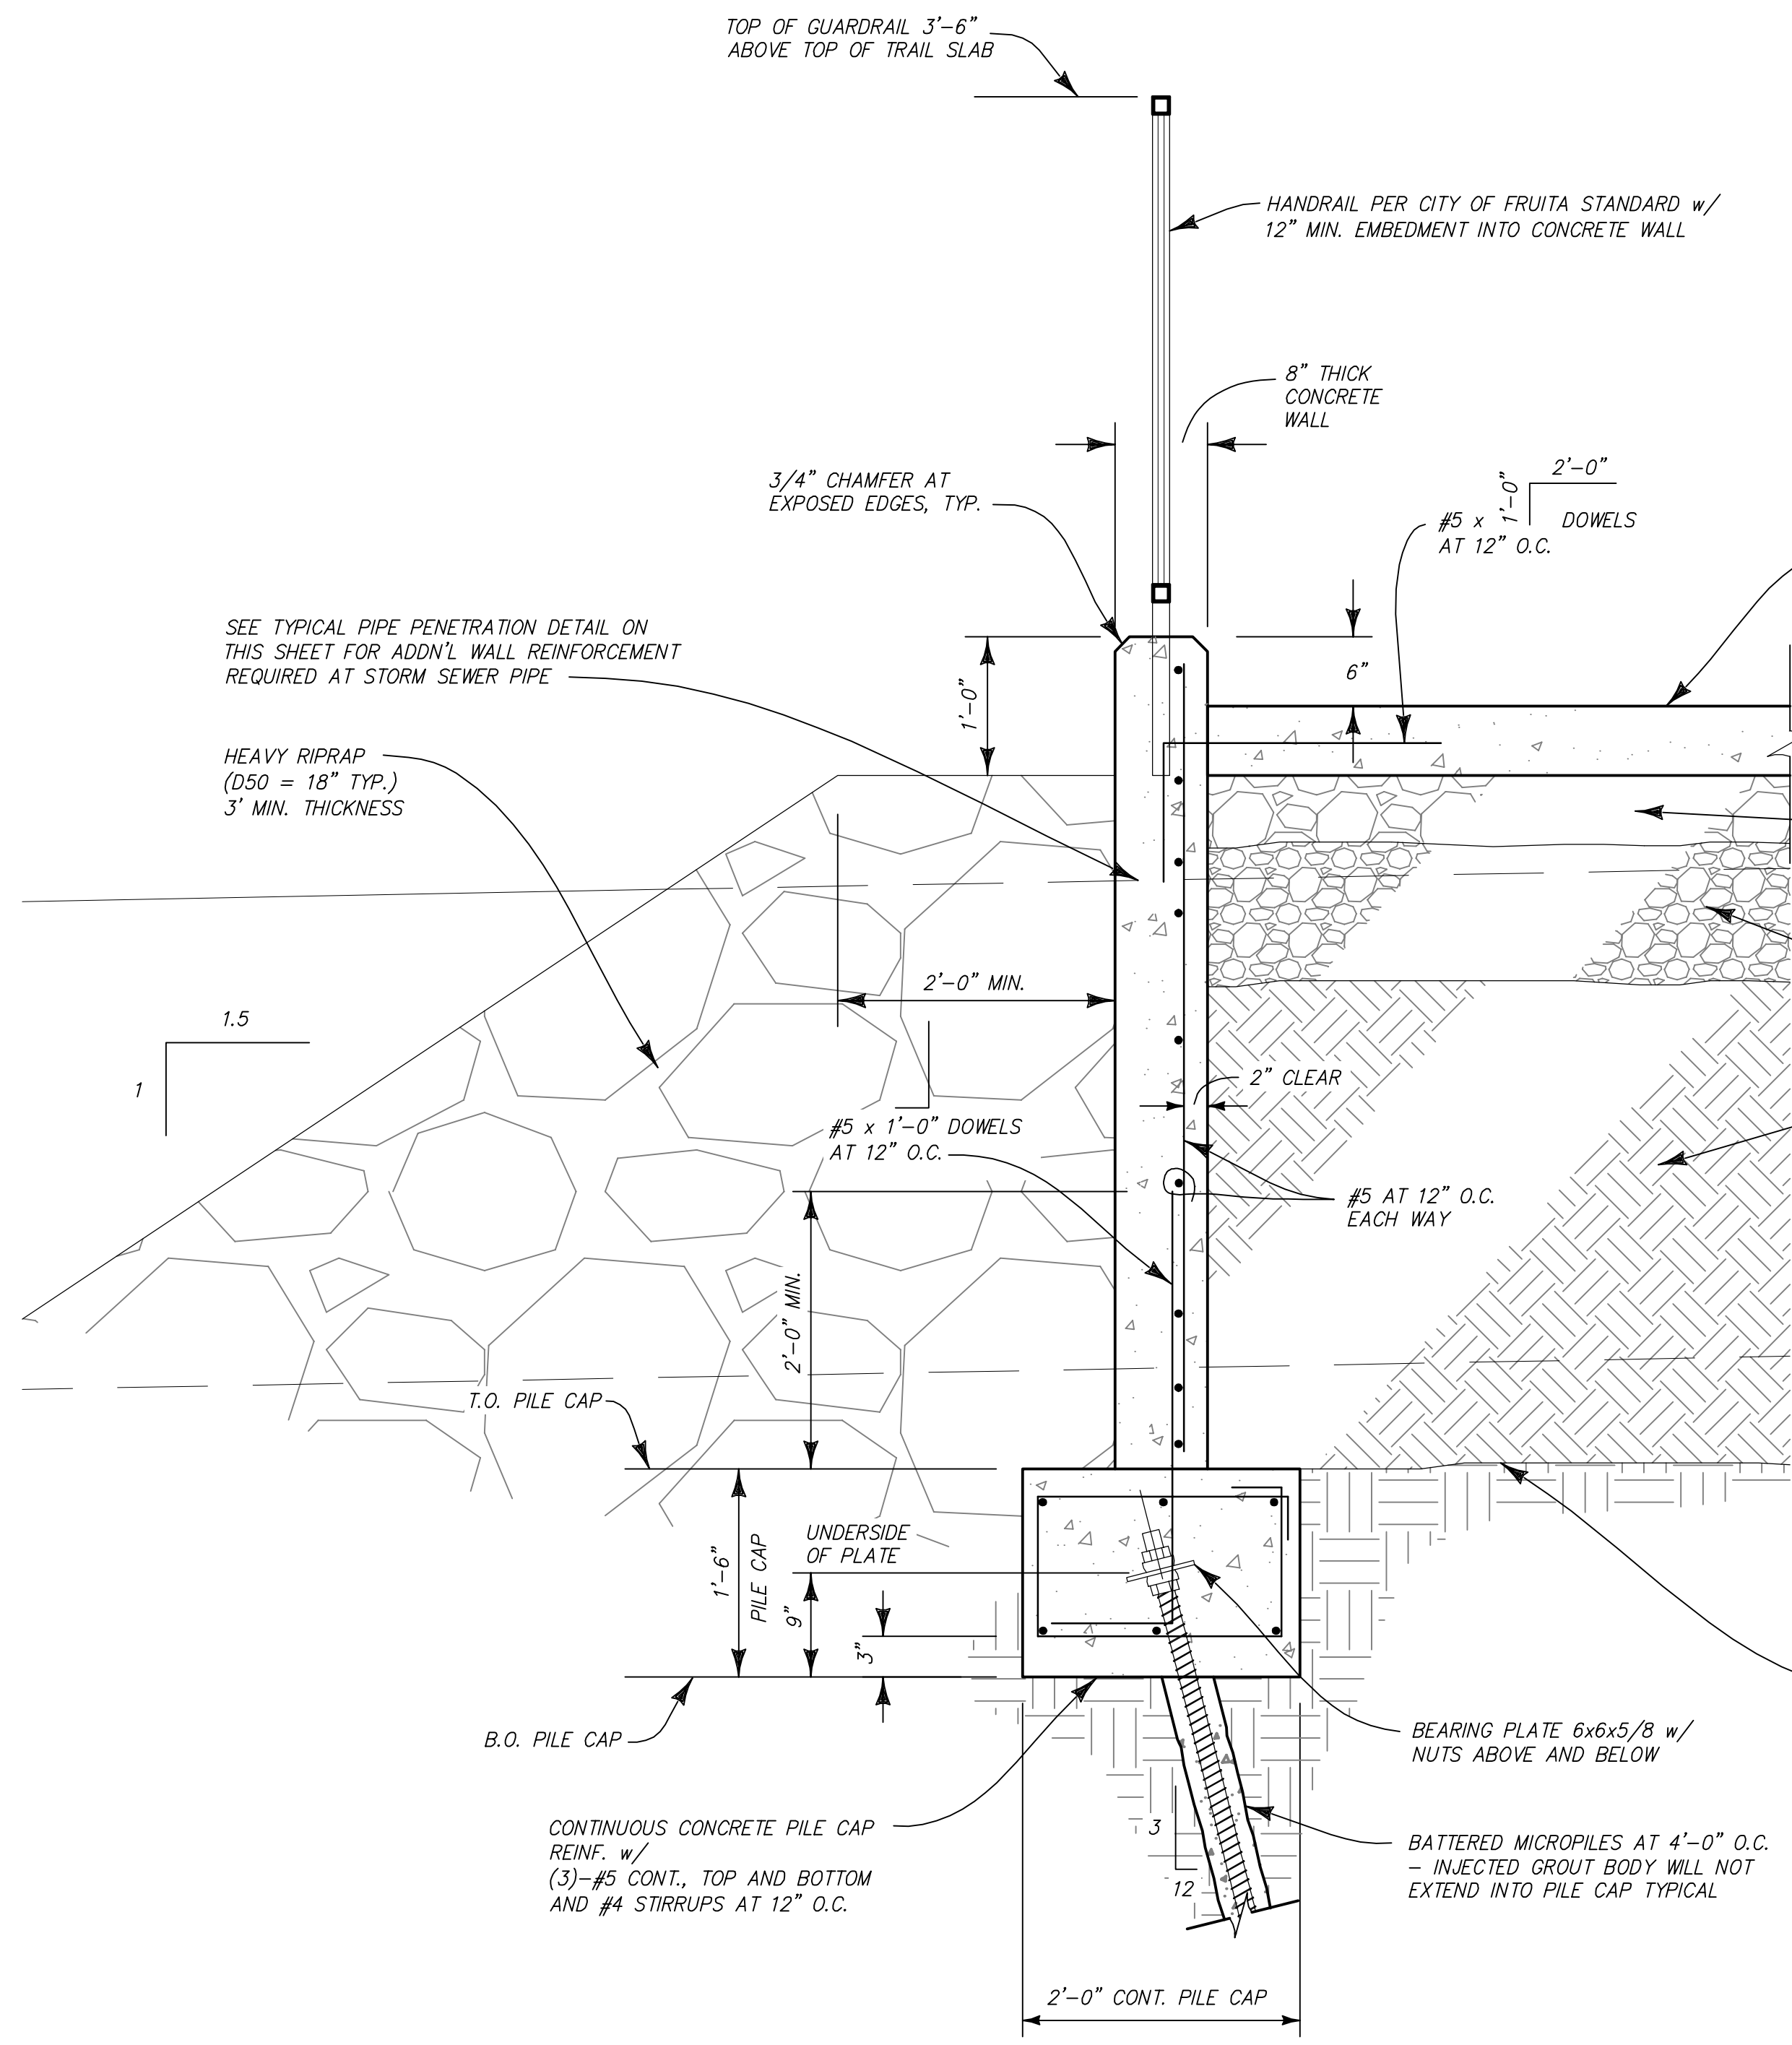 TOP OF GUARDRAIL 3'-6"
ABOVE TOP OF TRAIL SLAB
HANDRAIL PER CITY OF FRUITA STANDARD w/
12" MIN. EMBEDMENT INTO CONCRETE WALL
8" THICK
CONCRETE
WALL
3/4" CHAMFER AT
EXPOSED EDGES, TYP.
2'-0"
1'-0"
#5 x DOWELS
AT 12" O.C.
SEE TYPICAL PIPE PENETRATION DETAIL ON
THIS SHEET FOR ADDN'L WALL REINFORCEMENT
REQUIRED AT STORM SEWER PIPE
6"
1'-0"
HEAVY RIPRAP
(D50 = 18" TYP.)
3' MIN. THICKNESS
2'-0" MIN.
1.5
1
2" CLEAR
#5 x 1'-0" DOWELS
AT 12" O.C.
#5 AT 12" O.C.
EACH WAY
2'-0" MIN.
T.O. PILE CAP
UNDERSIDE
OF PLATE
1'-6"
PILE CAP
9"
3"
B.O. PILE CAP
BEARING PLATE 6x6x5/8 w/
NUTS ABOVE AND BELOW
CONTINUOUS CONCRETE PILE CAP
REINF. w/
(3)-#5 CONT., TOP AND BOTTOM
AND #4 STIRRUPS AT 12" O.C.
3
12
BATTERED MICROPILES AT 4'-0" O.C.
- INJECTED GROUT BODY WILL NOT
EXTEND INTO PILE CAP TYPICAL
2'-0" CONT. PILE CAP